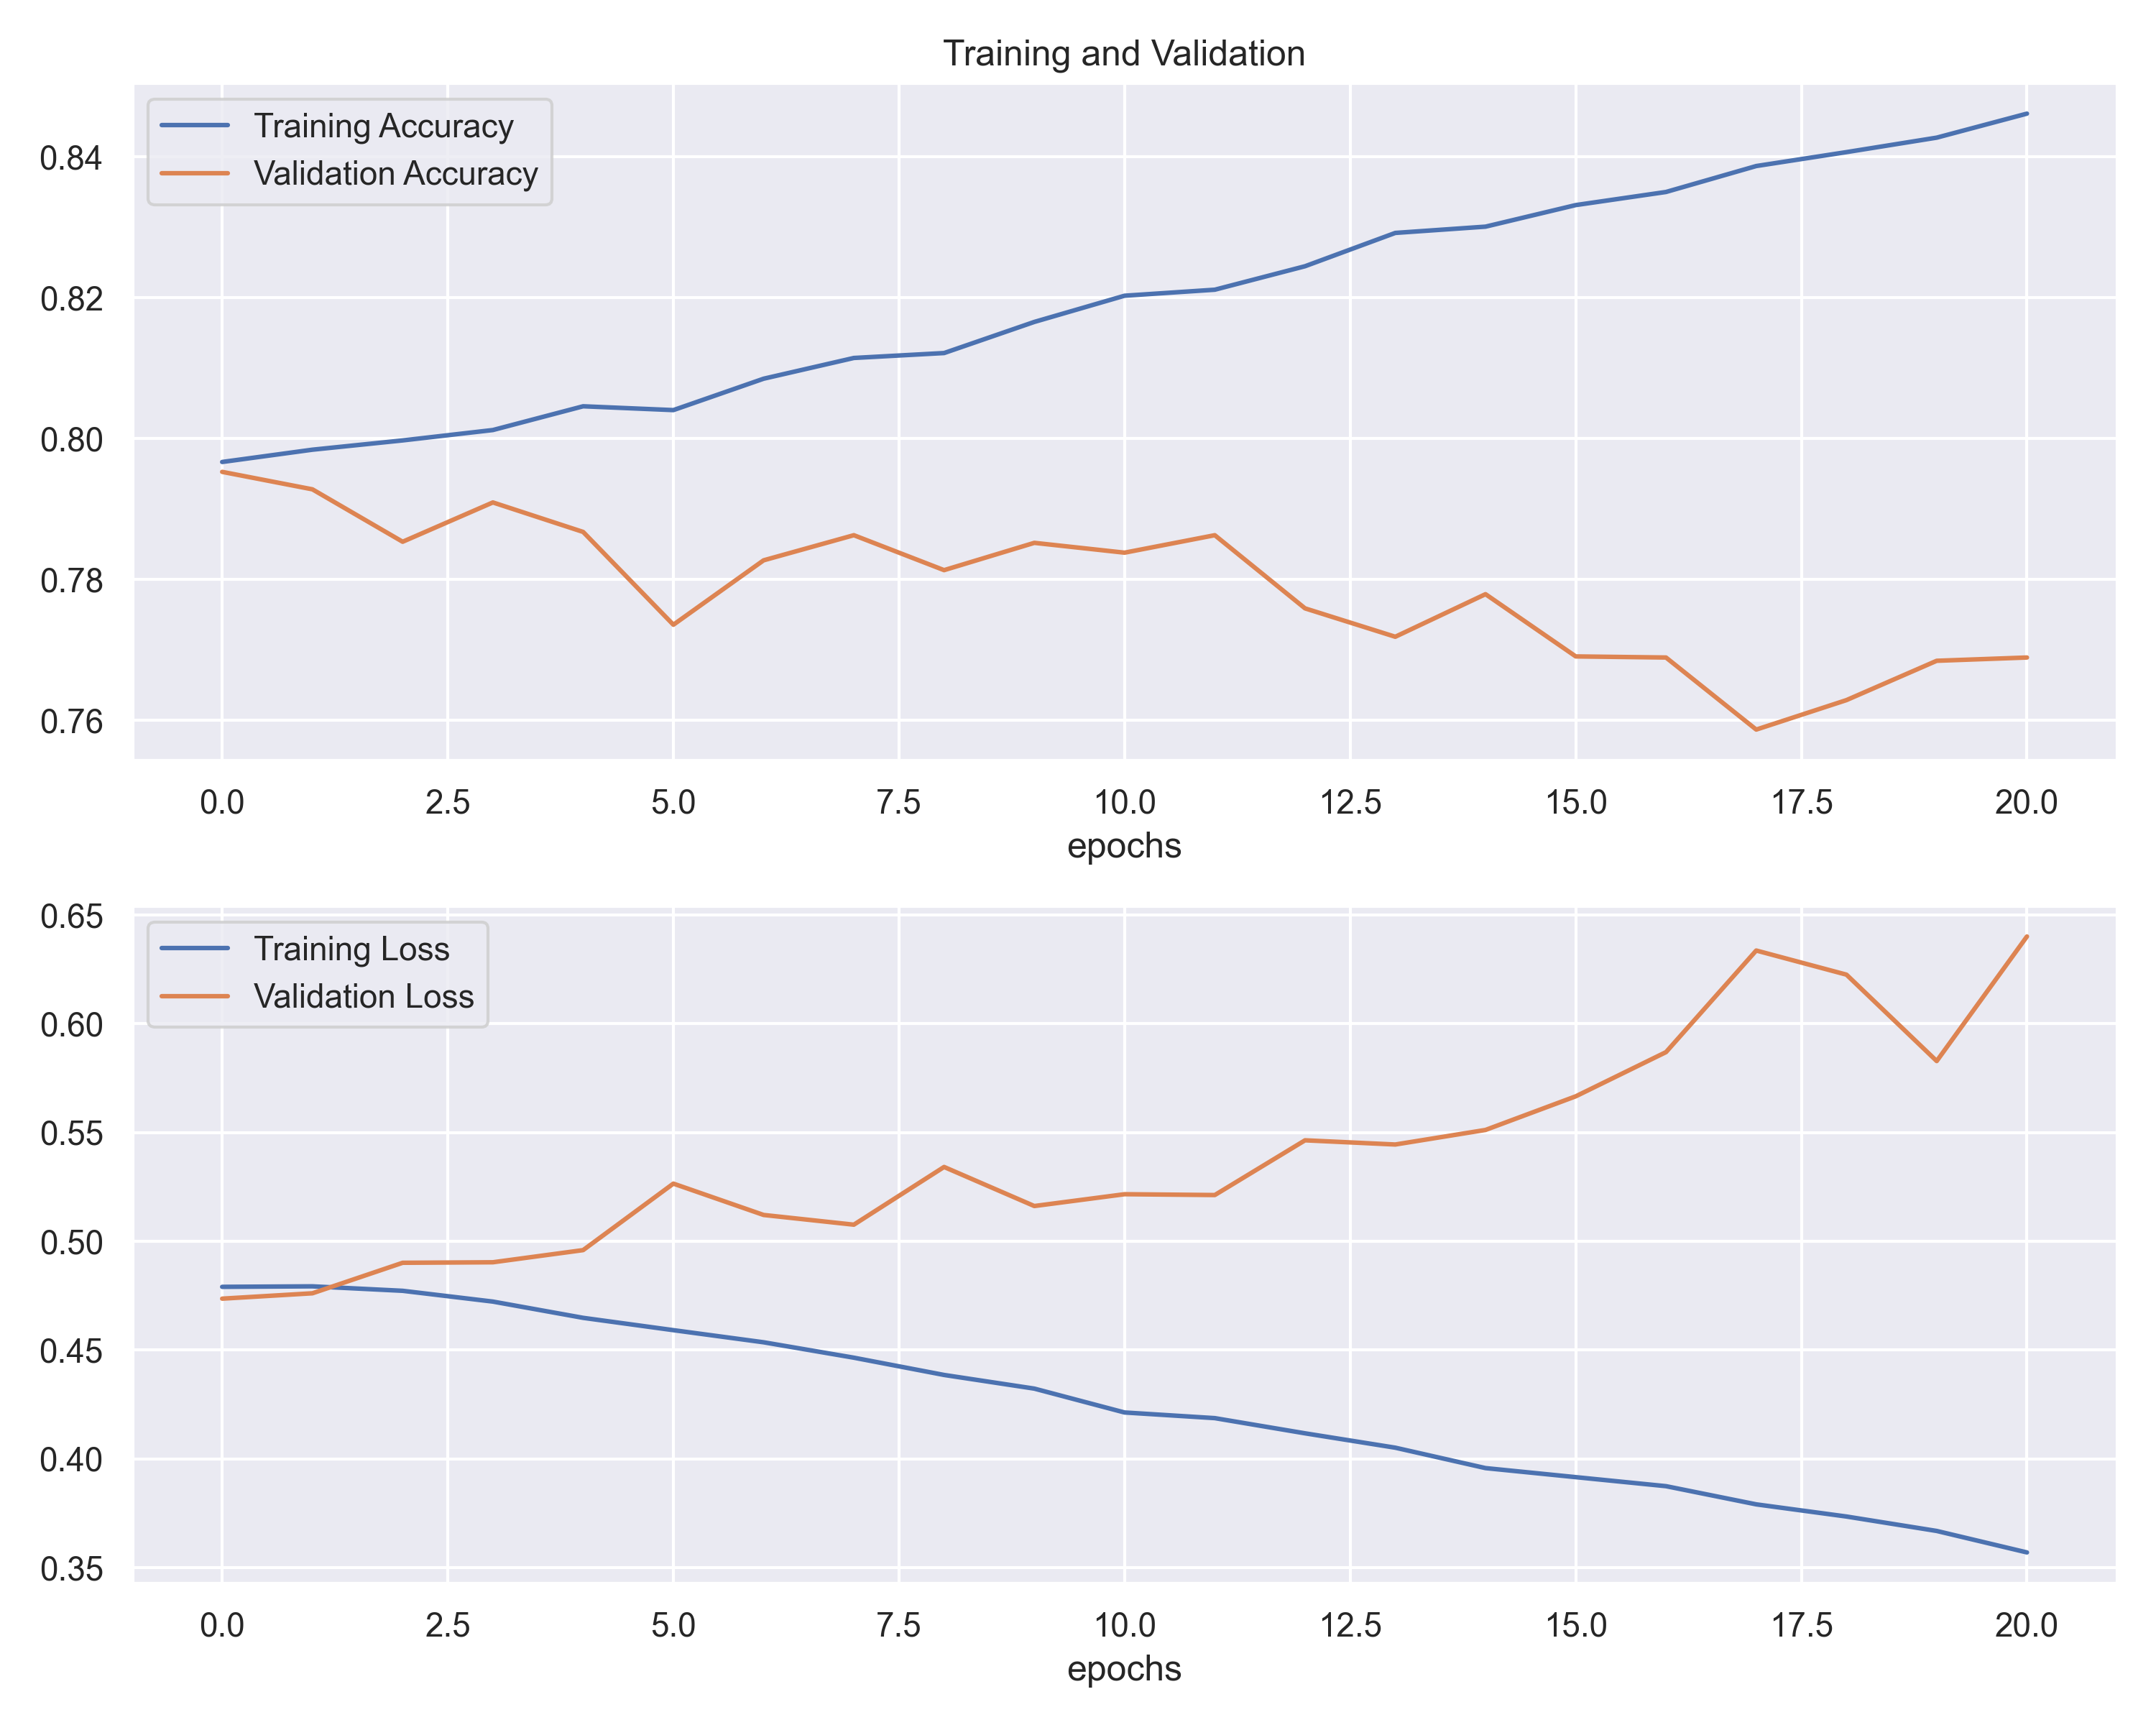 Training and Validation
Training Accuracy
Validation Accuracy
0.84
0.82
0.80
0.78
0.76
0.0 2.5 5.0 7.5 10.0 12.5 15.0 17.5 20.0
epochs
Training Loss
Validation Loss
0.65
0.60
0.55
0.50
0.45
0.40
0.35
0.0 2.5 5.0 7.5 10.0 12.5 15.0 17.5 20.0
epochs